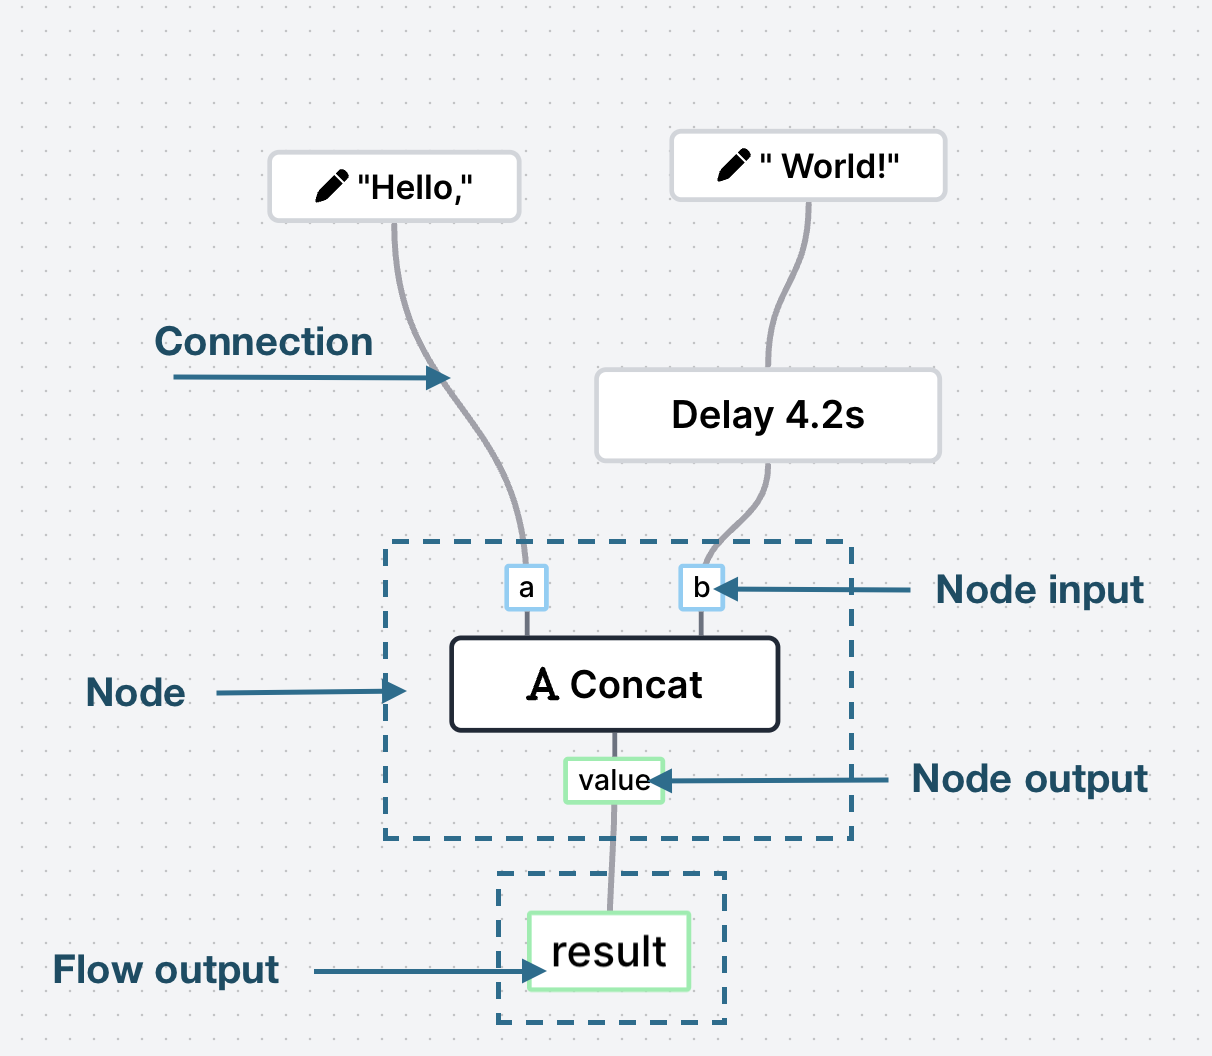 " World!"
"Hello,"
Connection
Delay 4.2s
a
b
Node input
Node
A Concat
value
Node output
result
Flow output